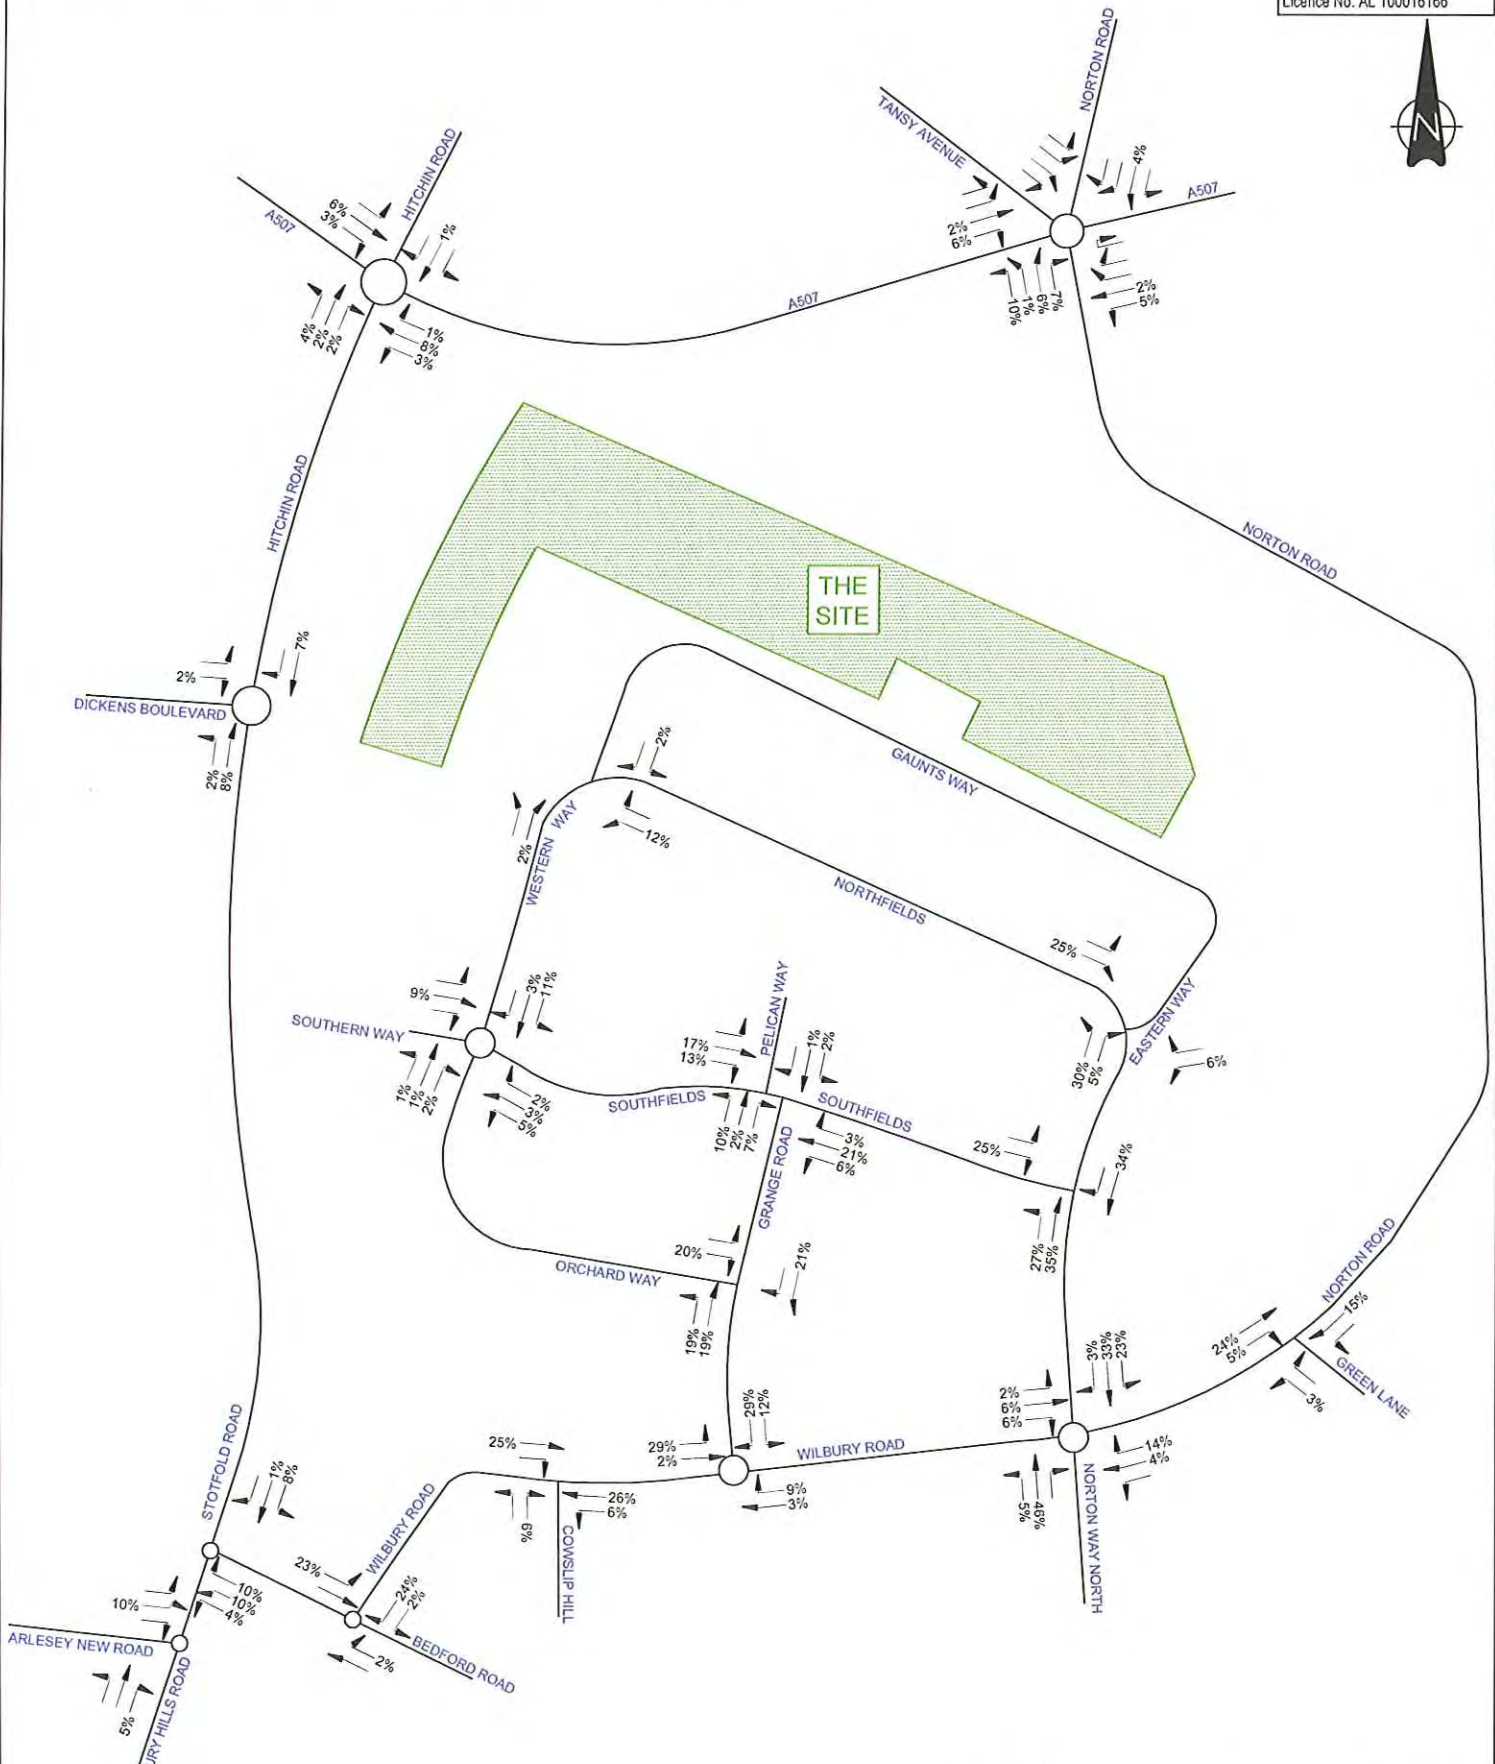 Licence No. AL 100016166
NORTON ROAD
N
TANSY AVENUE
4%
A507
2%
6%
10%
1%
6%
7%
2%
5%
HITCHIN ROAD
A507
6%
3%
1%
4%
2%
2%
1%
8%
3%
A507
HITCHIN ROAD
NORTON ROAD
THE
SITE
7%
2%
DICKENS BOULEVARD
2%
8%
2%
GAUNTS WAY
WESTERN WAY
2%
12%
NORTHFIELDS
25%
EASTERN WAY
30%
5%
6%
9%
3%
11%
SOUTHERN WAY
1%
1%
2%
2%
3%
5%
PELICAN WAY
17%
13%
1%
2%
SOUTHFIELDS
SOUTHFIELDS
10%
2%
7%
3%
21%
6%
25%
34%
GRANGE ROAD
27%
35%
20%
21%
ORCHARD WAY
19%
19%
NORTON ROAD
15%
24%
5%
3%
GREEN LANE
3%
33%
23%
2%
6%
6%
14%
4%
5%
46%
NORTON WAY NORTH
29%
12%
29%
2%
WILBURY ROAD
9%
3%
25%
26%
6%
6%
COWSLIP HILL
WILBURY ROAD
STOTFOLD ROAD
1%
8%
23%
24%
2%
2%
BEDFORD ROAD
10%
10%
4%
10%
ARLESEY NEW ROAD
5%
URY HILLS ROAD